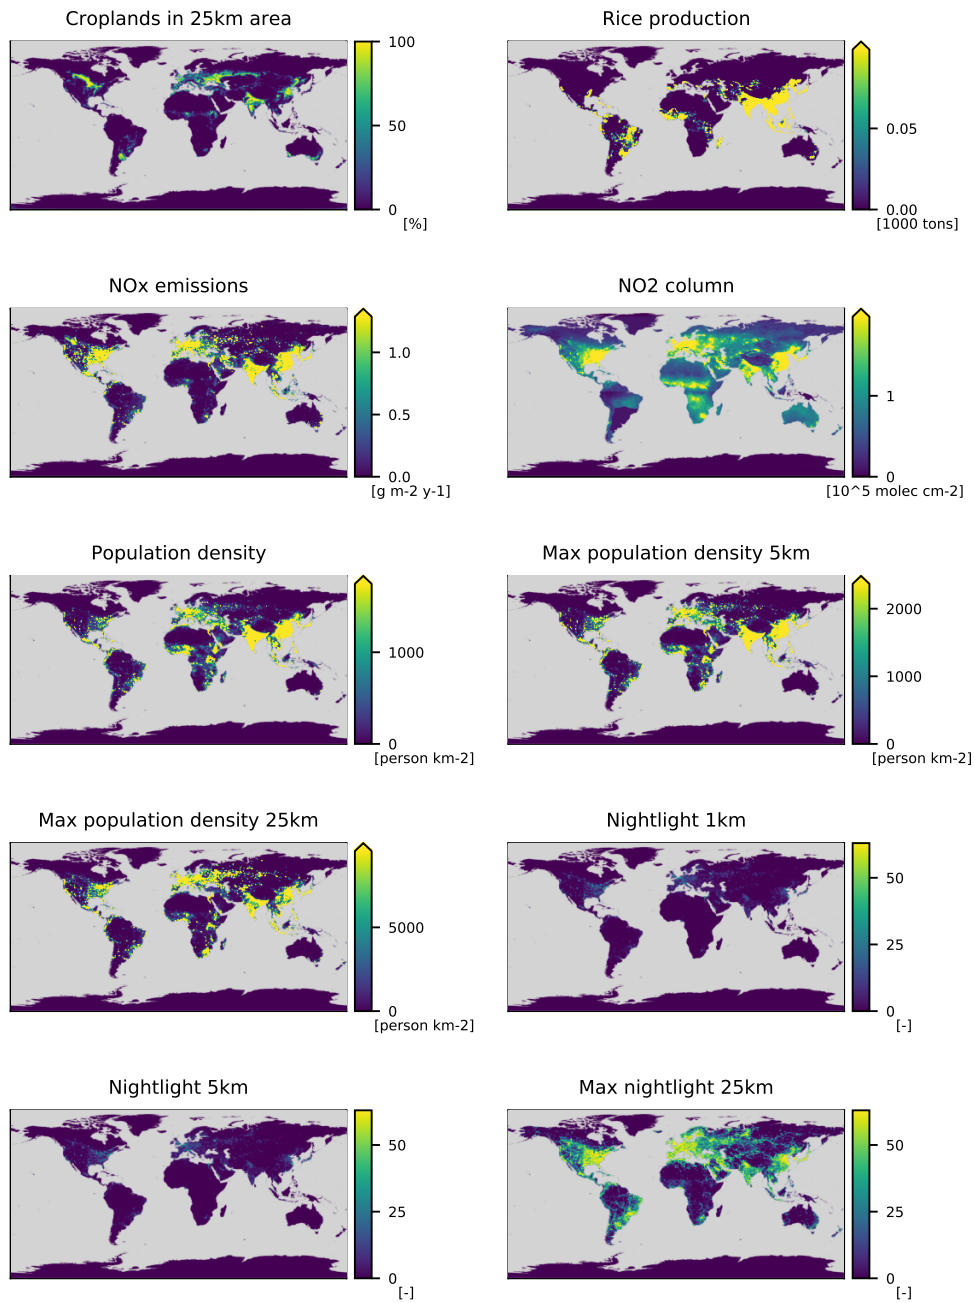 Croplands in 25km area
Rice production
100
50
0
[%]
0.05
0.00
[1000 tons]
NOx emissions
NO2 column
1.0
0.5
0.0
[g m-2 y-1]
1
0
[10^5 molec cm-2]
Population density
Max population density 5km
1000
0
[person km-2]
2000
1000
0
[person km-2]
Max population density 25km
Nightlight 1km
5000
0
[person km-2]
50
25
0
[-]
Nightlight 5km
Max nightlight 25km
50
25
0
[-]
50
25
0
[-]